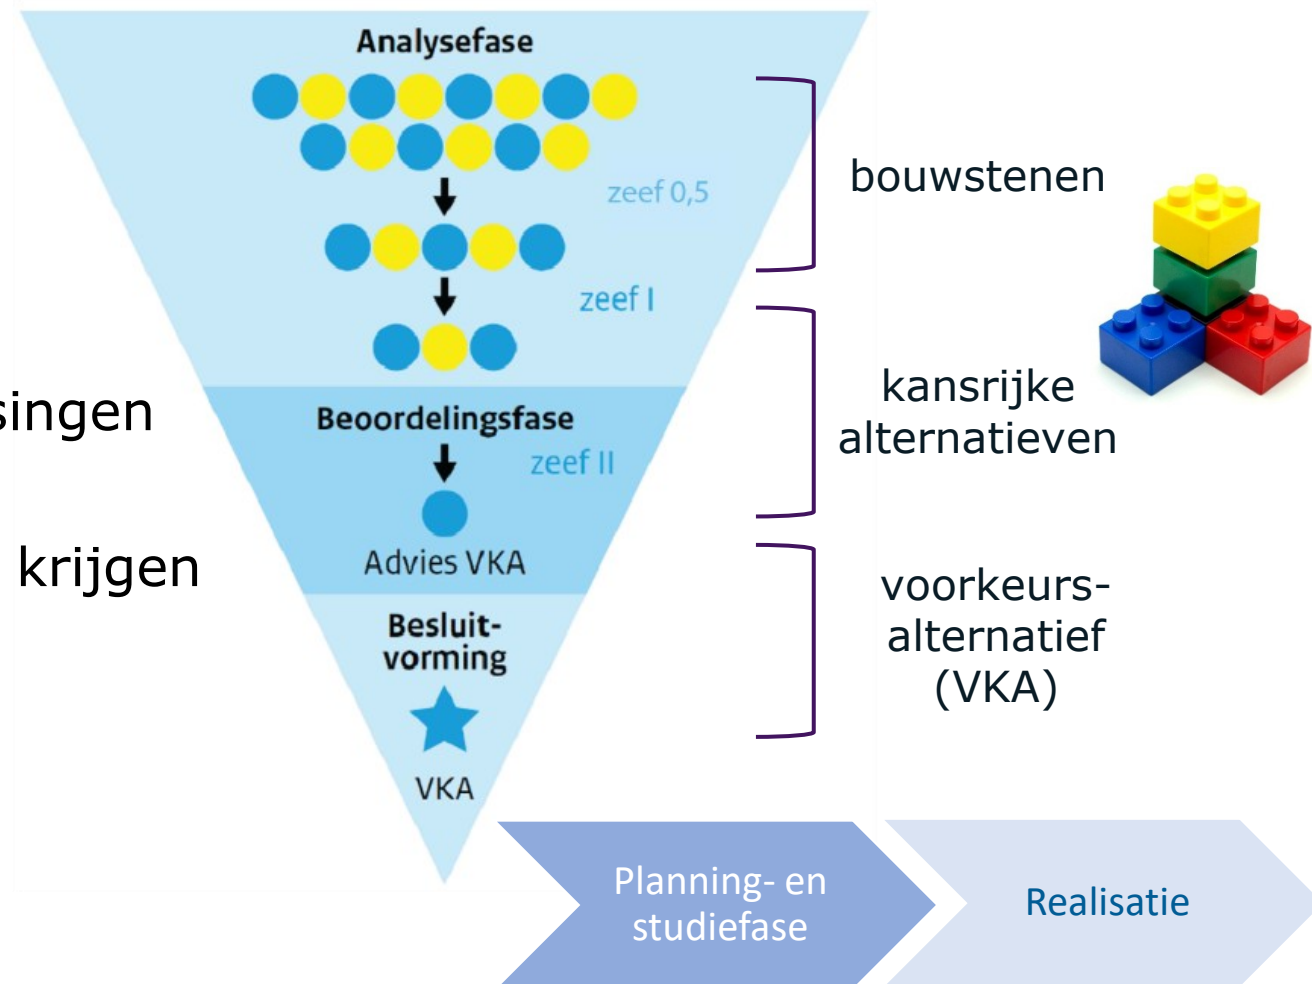 Analysefase
zeef 0,5
bouwstenen
zeef I
kansrijke
alternatieven
singen
Beoordelingsfase
zeef II
krijgen
Advies VKA
Besluit-
vorming
voorkeurs-
alternatief
(VKA)
VKA
Planning- en
studiefase
Realisatie